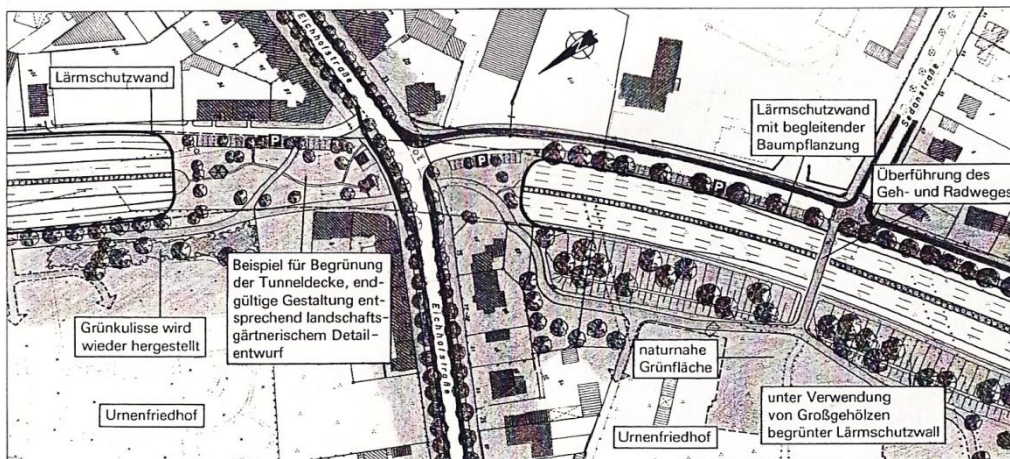 Eichhofstraße
Lärmschutzwand
P
Lärmschutzwand
mit begleitender
Baumpflanzung
Sedanstraße
Überführung des
Geh- und Radweges
P
P
Beispiel für Begrünung
der Tunneldecke, end-
gültige Gestaltung ent-
sprechend landschafts-
gärtnerischem Detail-
entwurf
Grünkulisse wird
wieder hergestellt
Eichhofstraße
naturnahe
Grünfläche
unter Verwendung
von Großgehölzen
begrünter Lärmschutzwall
Urnenfriedhof
Urnenfriedhof